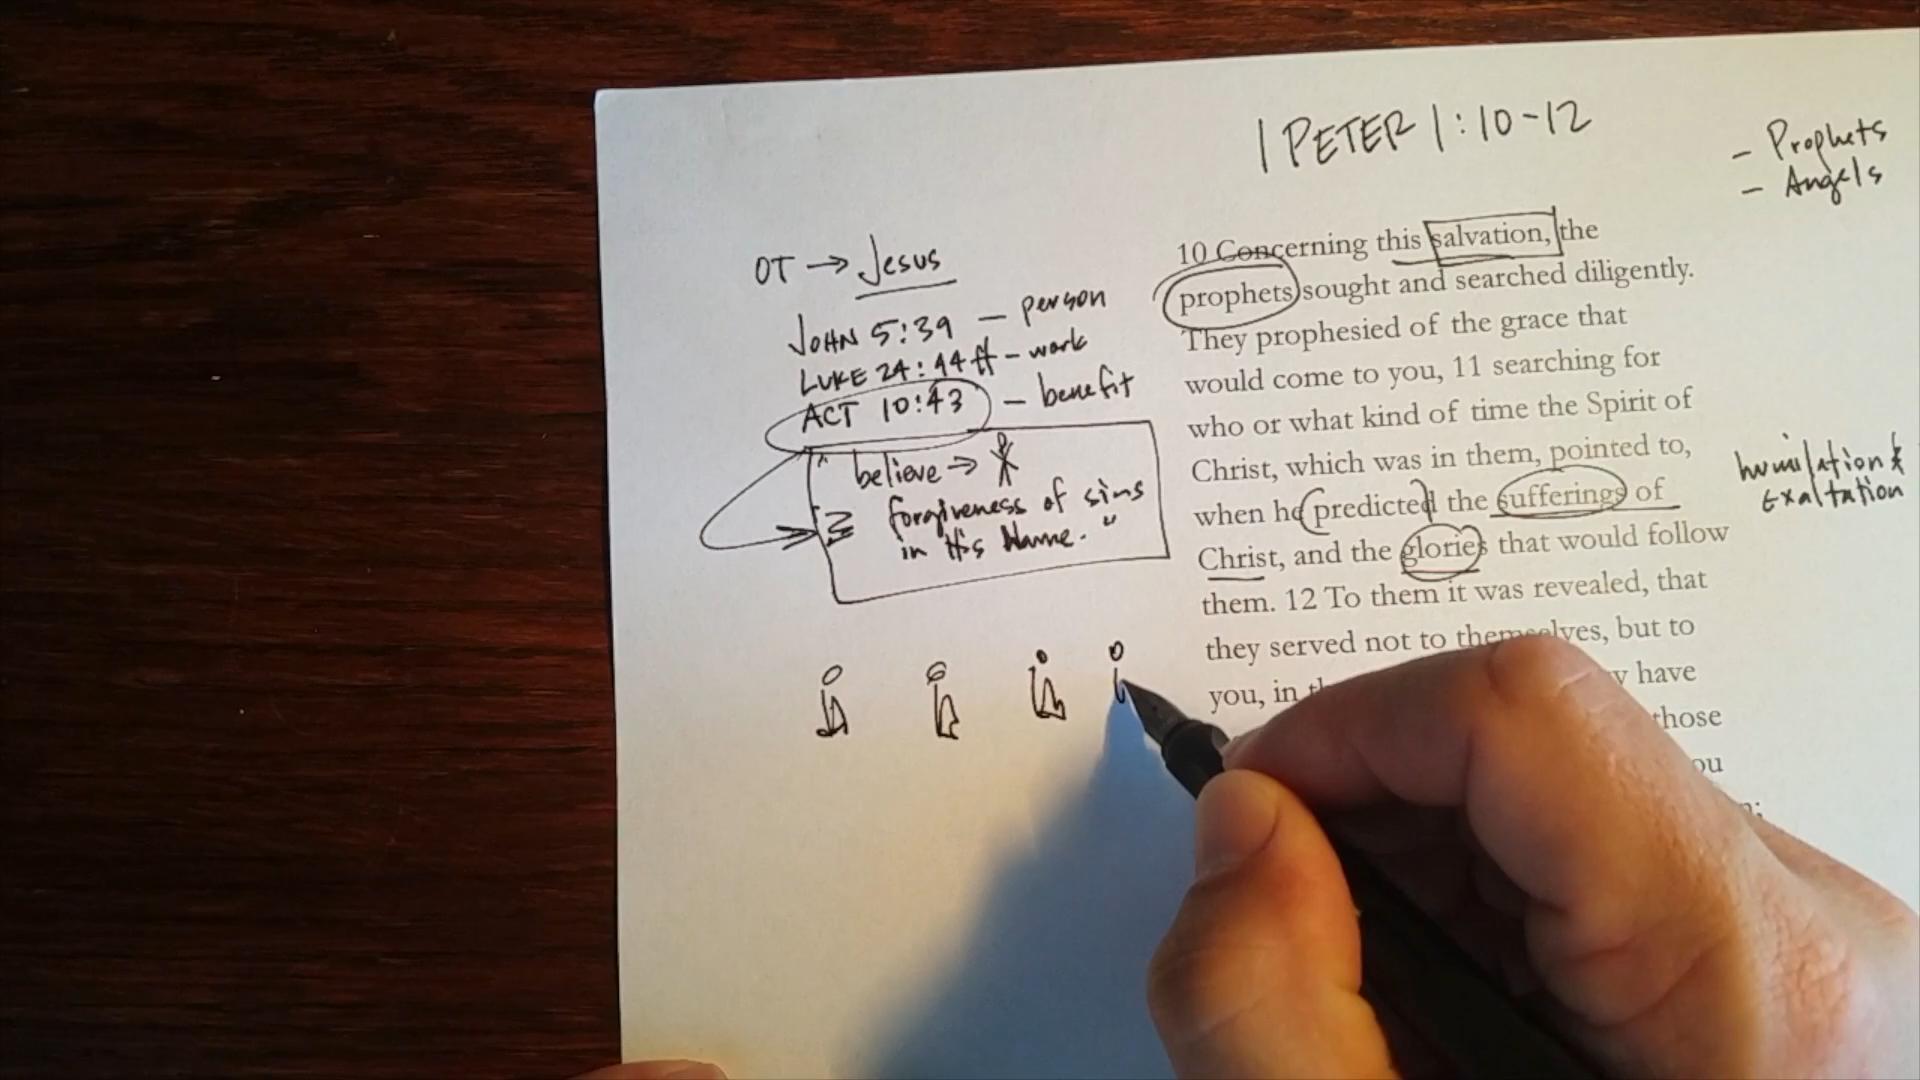 1 PETER 1:10-12
- Prophets
- Angels
OT → Jesus
JOHN 5:39 - person
LUKE 24:44ff - work
ACT 10:43 - benefit
" believe →
forgiveness of sins
in His Name. "
10 Concerning this salvation, the
prophets sought and searched diligently.
They prophesied of the grace that
would come to you, 11 searching for
who or what kind of time the Spirit of
Christ, which was in them, pointed to,
when he predicted the sufferings of
Christ, and the glories that would follow
them. 12 To them it was revealed, that
they served not to themselves, but to
you, in
have
those
humiliation &
Exaltation